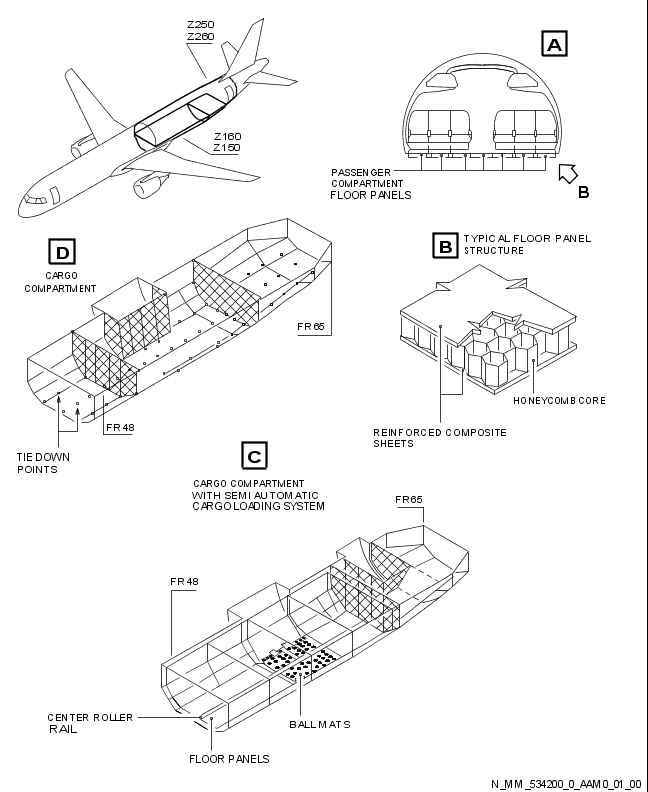 Z250
Z260
A
Z160
Z150
PASSENGER
COMPARTMENT
FLOOR PANELS
B
D
CARGO
COMPARTMENT
B
TYPICAL FLOOR PANEL
STRUCTURE
FR65
HONEYCOMB CORE
FR48
REINFORCED COMPOSITE
SHEETS
TIE DOWN
POINTS
C
CARGO COMPARTMENT
WITH SEMI AUTOMATIC
CARGO LOADING SYSTEM
FR65
FR48
CENTER ROLLER
RAIL
BALL MATS
FLOOR PANELS
N_MM_534200_0_AAM0_01_00